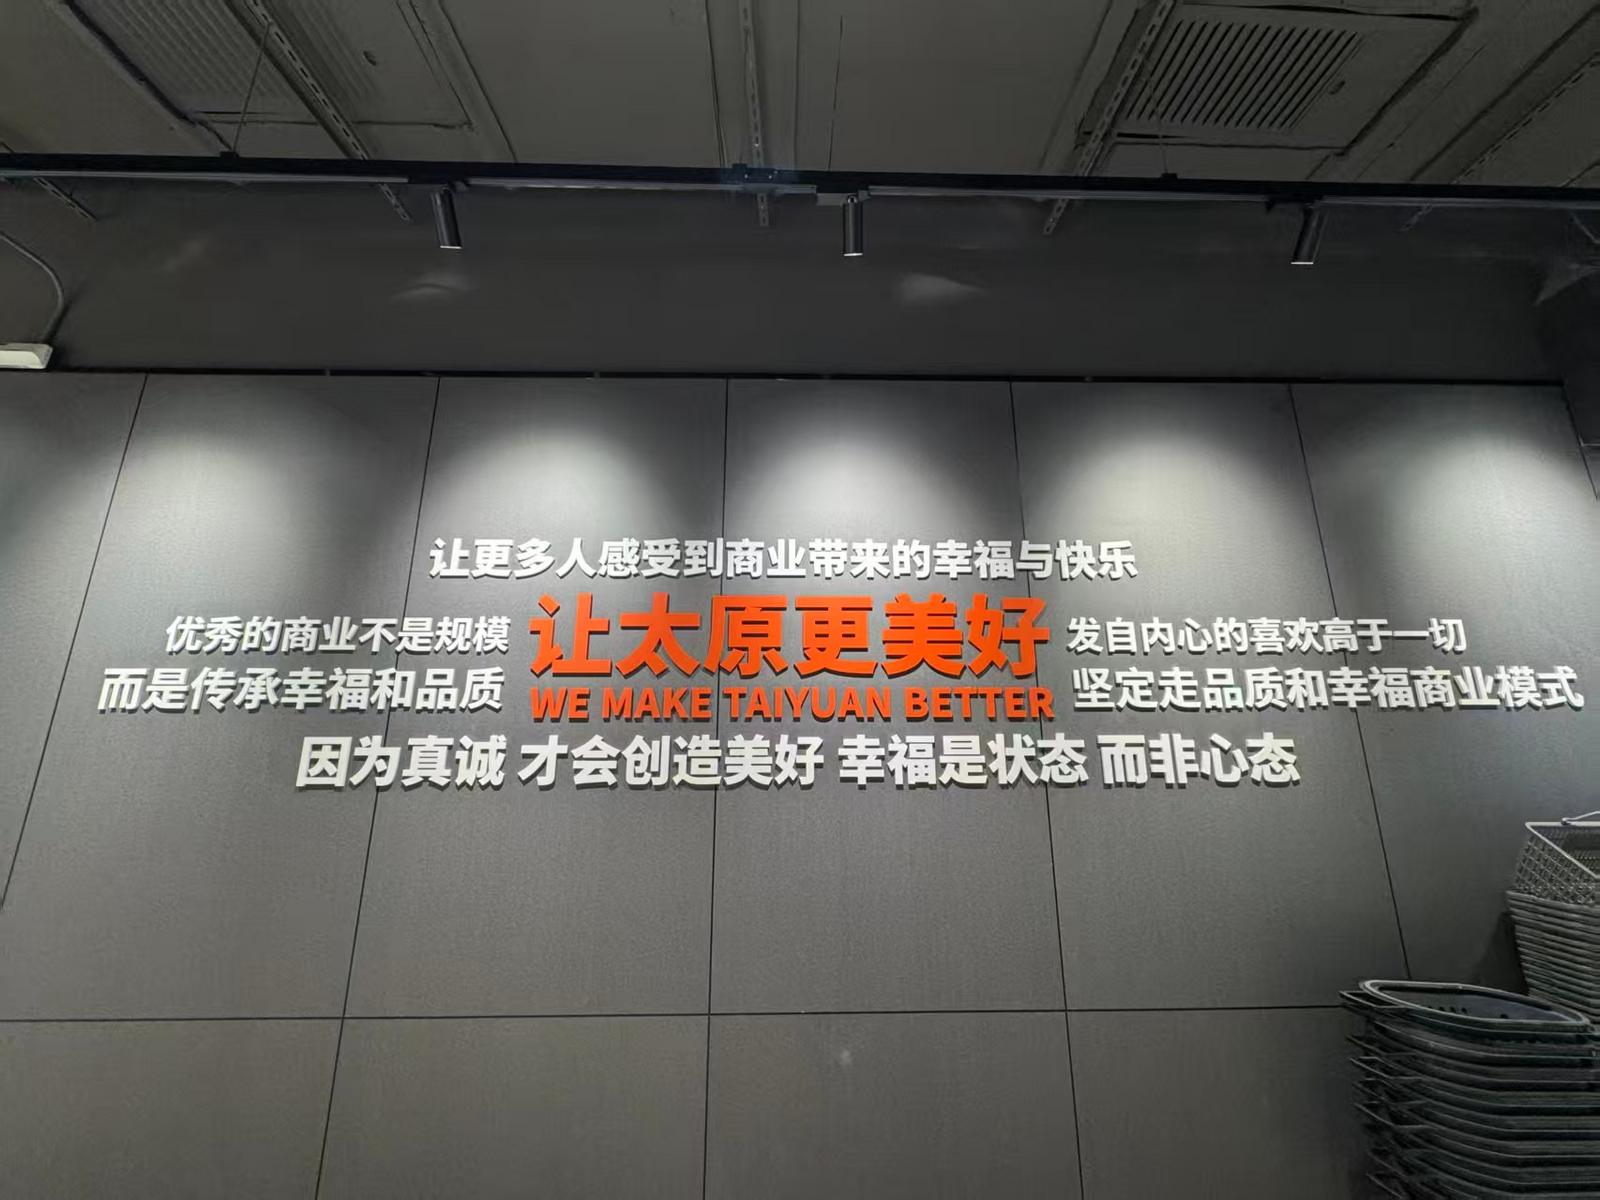 让更多人感受到商业带来的幸福与快乐
优秀的商业不是规模
而是传承幸福和品质
让太原更美好
WE MAKE TAIYUAN BETTER
发自内心的喜欢高于一切
坚定走品质和幸福商业模式
因为真诚 才会创造美好 幸福是状态 而非心态